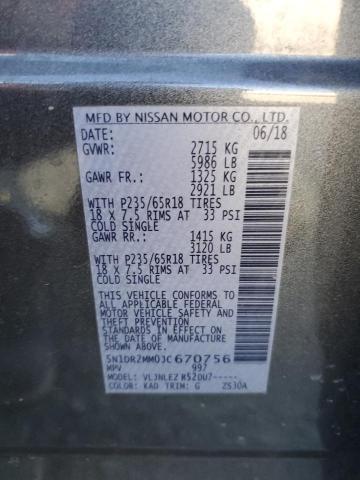 MFD BY NISSAN MOTOR CO., LTD.
DATE: 06/18
GVWR: 2715 KG
5986 LB
GAWR FR.: 1325 KG
2921 LB
WITH P235/65R18 TIRES
18 X 7.5 RIMS AT 33 PSI
COLD SINGLE
GAWR RR.: 1415 KG
3120 LB
WITH P235/65R18 TIRES
18 X 7.5 RIMS AT 33 PSI
COLD SINGLE
THIS VEHICLE CONFORMS TO
ALL APPLICABLE FEDERAL
MOTOR VEHICLE SAFETY
AND THEFT PREVENTION
STANDARDS IN EFFECT ON
THE DATE OF MANUFACTURE
SHOWN ABOVE.
5N1DR2MM0JC670756
MPV 997
MODEL: VLJNLEZ R52DU7-----
COLOR: KAD TRIM: G ZS30A